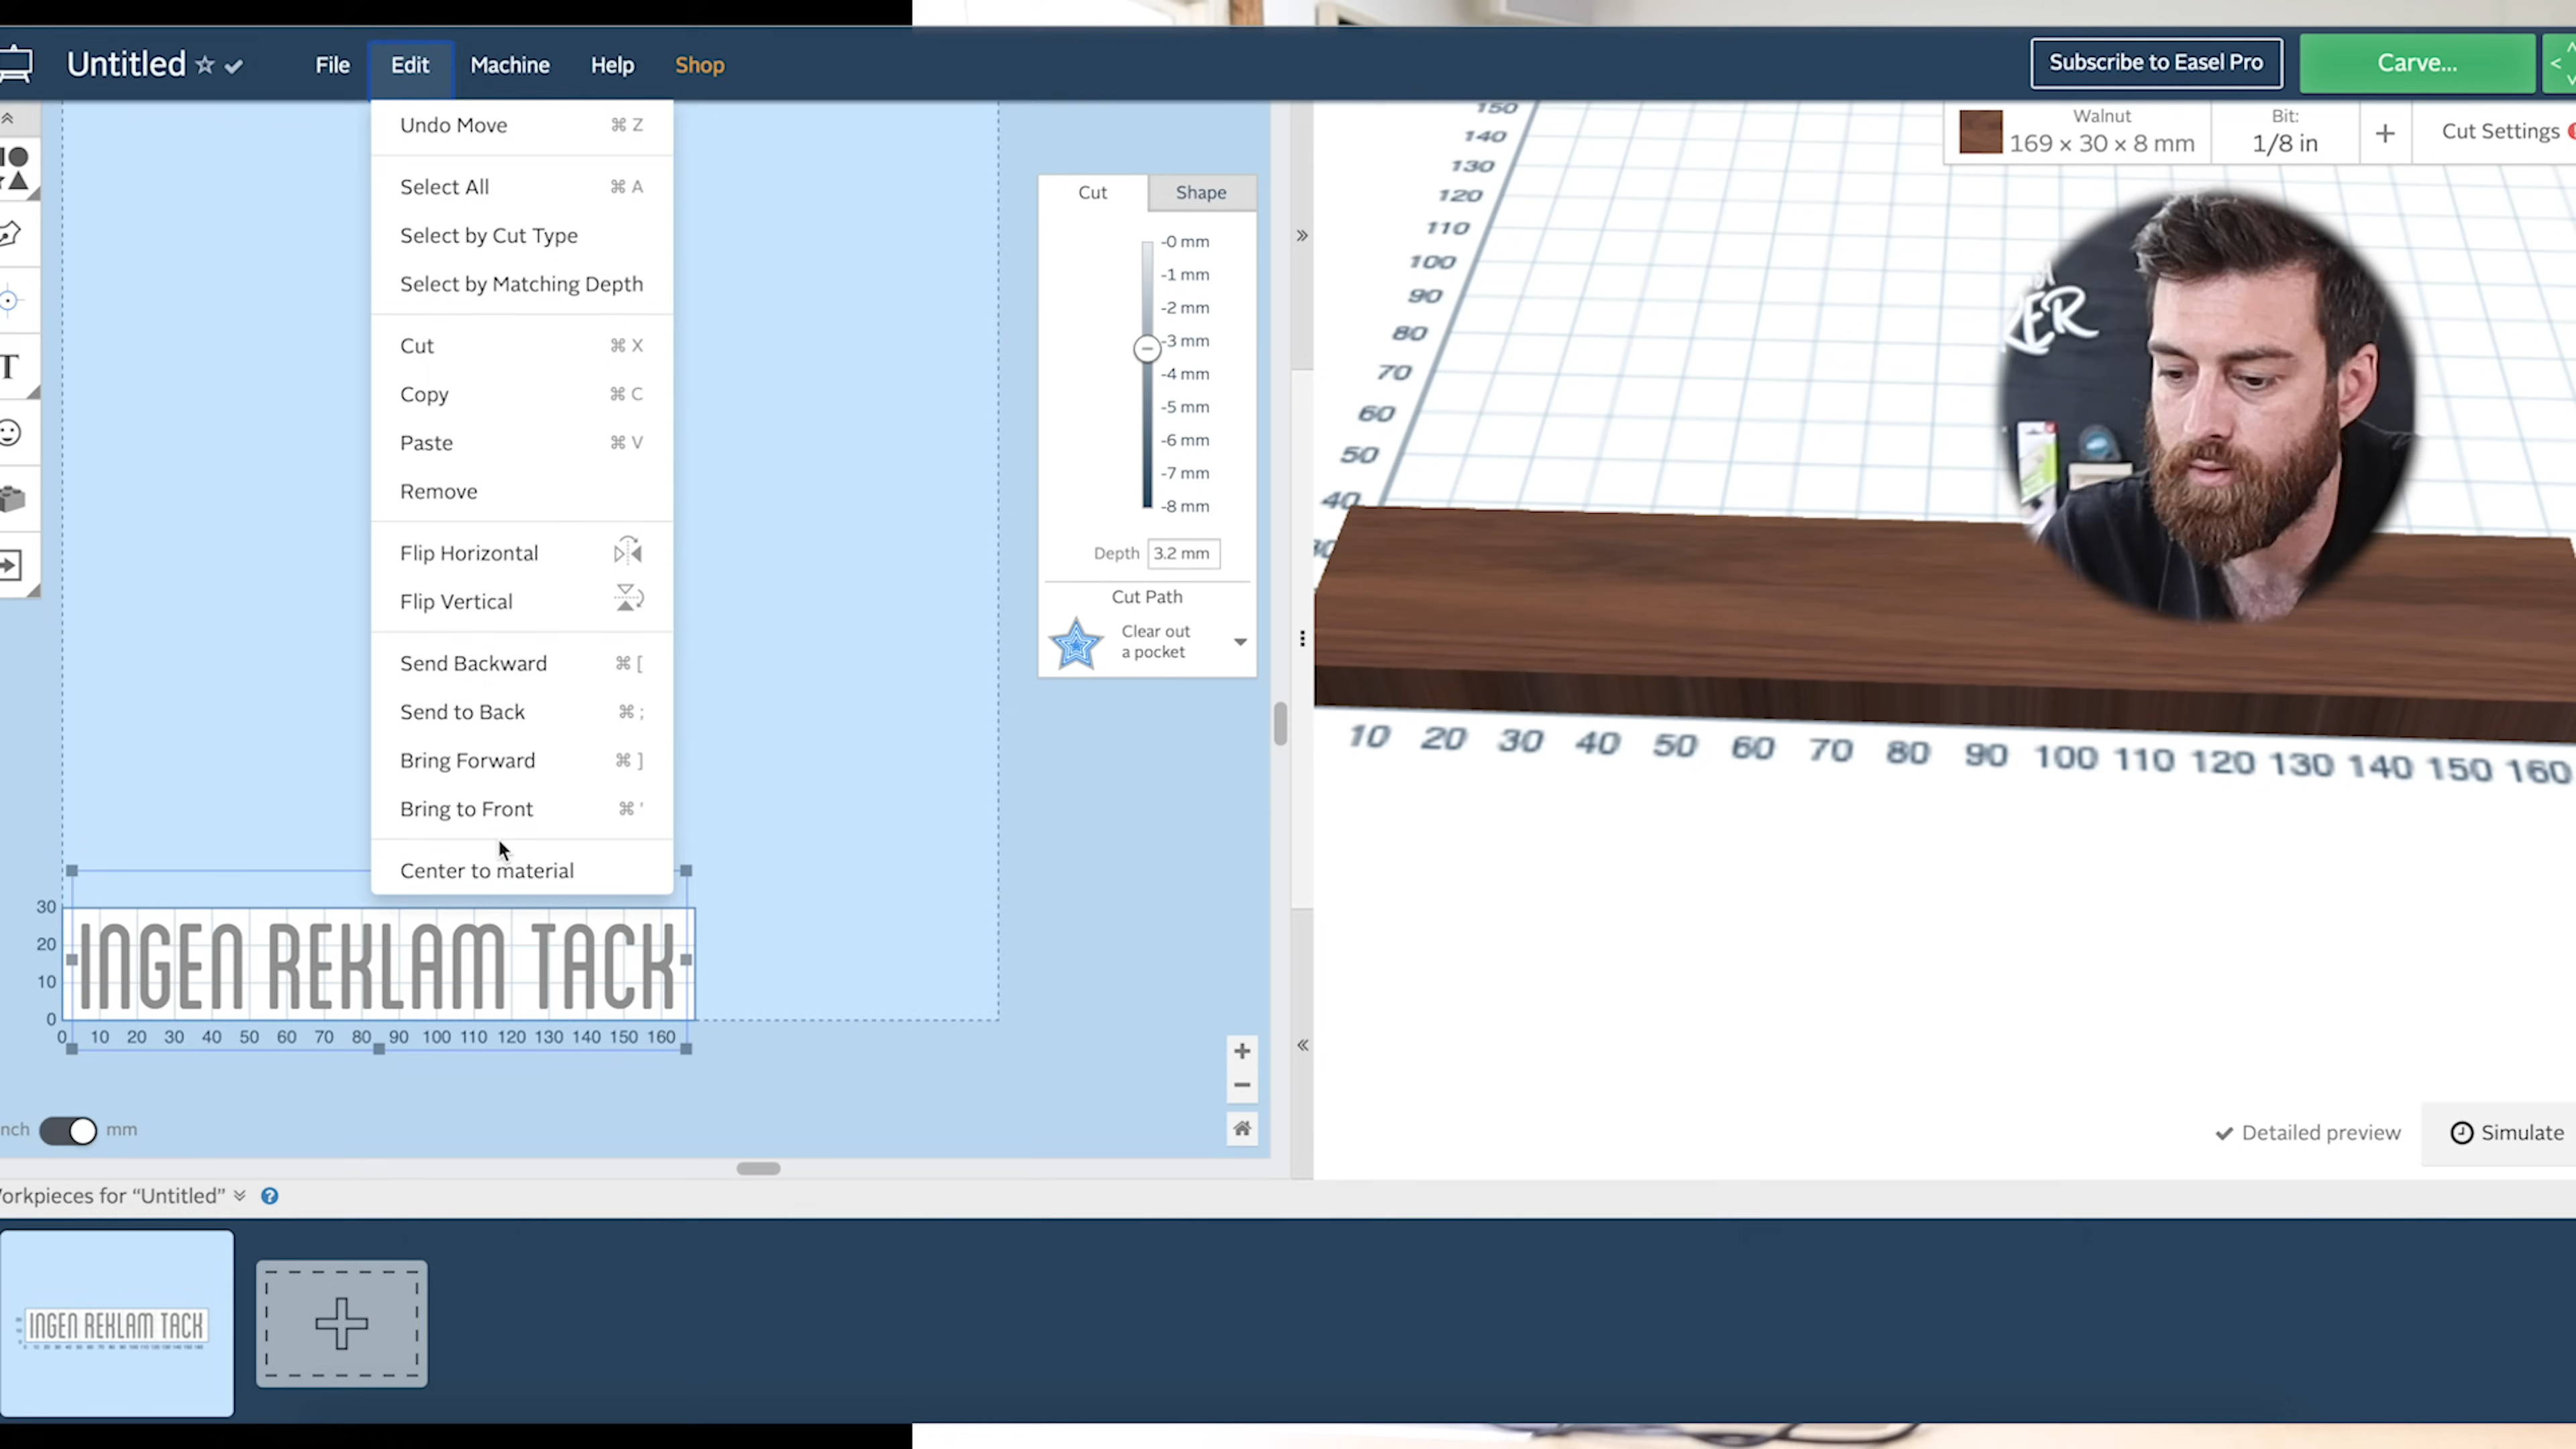 Untitled
File
Edit
Machine
Help
Shop
Subscribe to Easel Pro
Carve...
Undo Move ⌘ Z
Select All ⌘ A
Select by Cut Type
Select by Matching Depth
Cut ⌘ X
Copy ⌘ C
Paste ⌘ V
Remove
Flip Horizontal
Flip Vertical
Send Backward ⌘ [
Send to Back ⌘ ;
Bring Forward ⌘ ]
Bring to Front ⌘ '
Center to material
T
Cut
Shape
-0 mm
-1 mm
-2 mm
-3 mm
-4 mm
-5 mm
-6 mm
-7 mm
-8 mm
Depth 3.2 mm
Cut Path
Clear out
a pocket
Walnut
169 × 30 × 8 mm
Bit:
1/8 in
Cut Settings
150
140
130
120
110
100
90
80
70
60
50
40
10 20 30 40 50 60 70 80 90 100 110 120 130 140 150 160
30
20
10
0
INGEN REKLAM TACK
0 10 20 30 40 50 60 70 80 90 100 110 120 130 140 150 160
mm
Detailed preview
Simulate
orkpieces for “Untitled”
INGEN REKLAM TACK